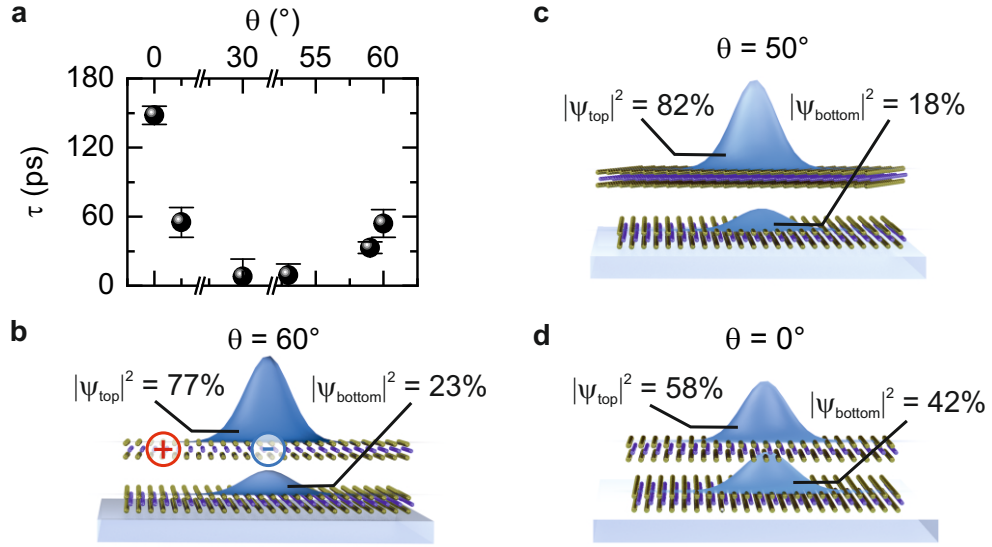 a
θ (°)
0 30 55 60
180
120
60
0
τ (ps)
b
θ = 60°
|ψtop|² = 77%
|ψbottom|² = 23%
+
−
c
θ = 50°
|ψtop|² = 82%
|ψbottom|² = 18%
d
θ = 0°
|ψtop|² = 58%
|ψbottom|² = 42%